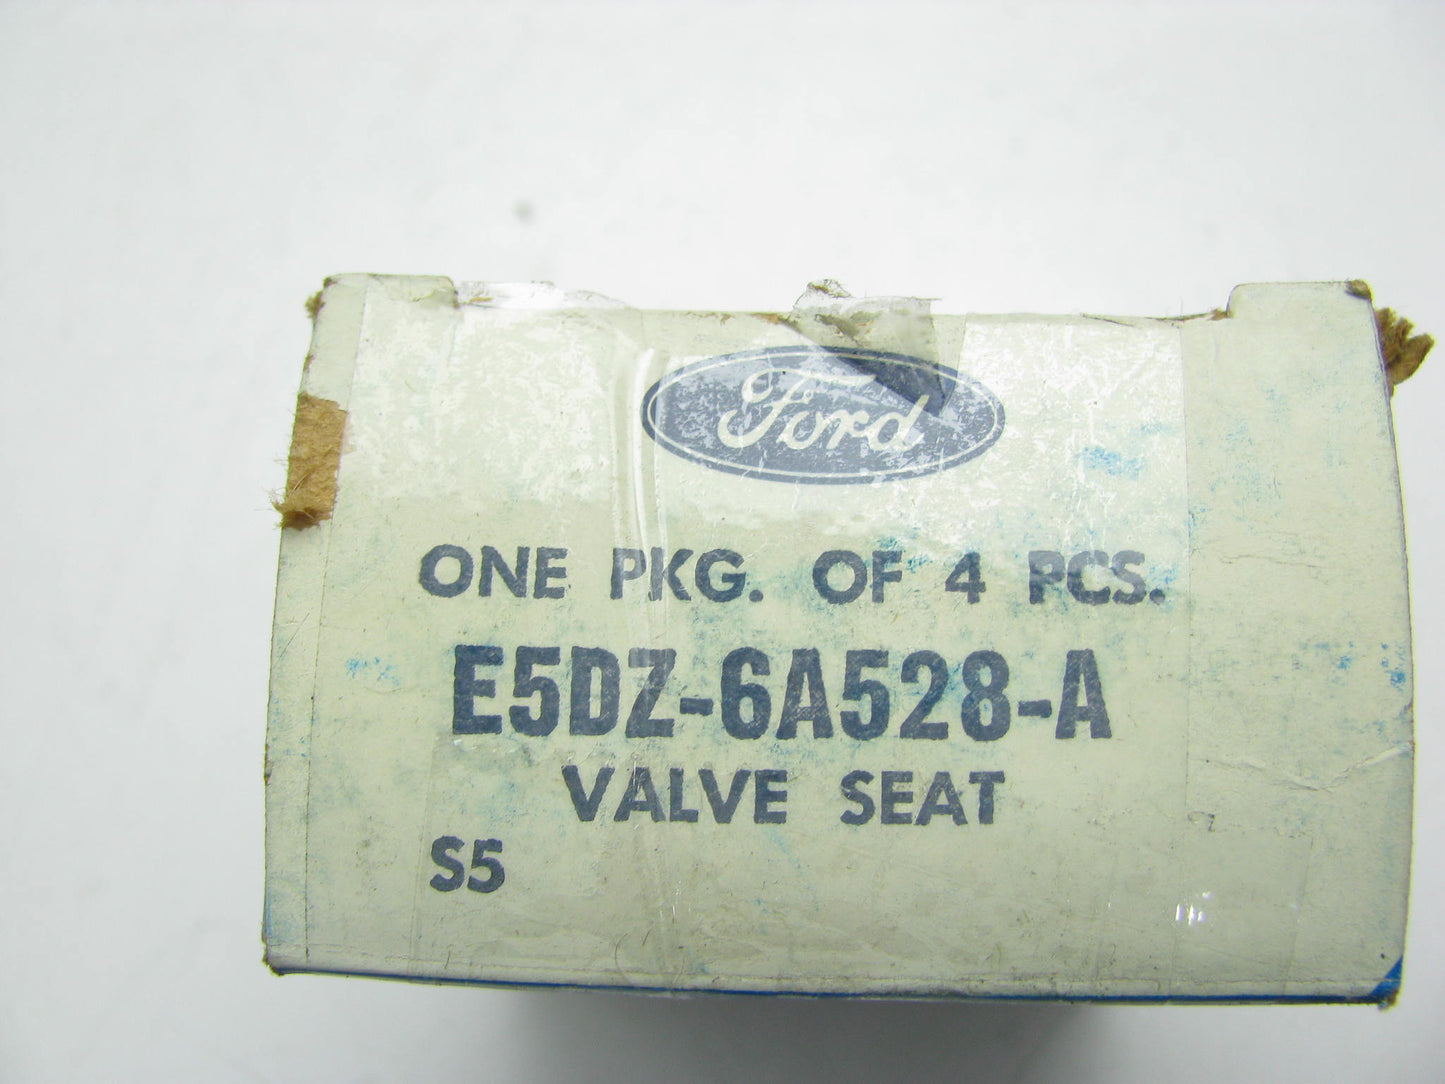 Ford
ONE PKG. OF 4 PCS.
E5DZ-6A528-A
VALVE SEAT
S5